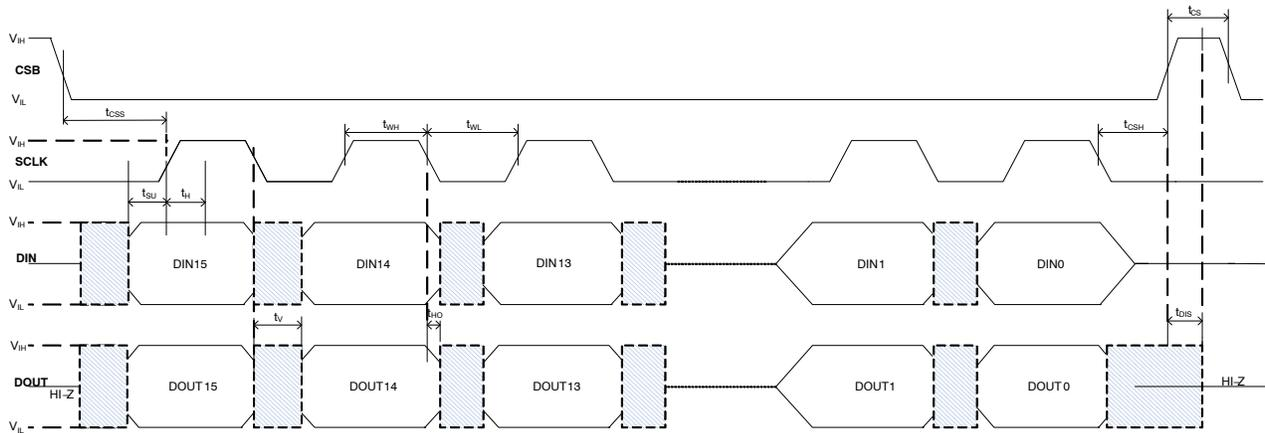 tCS
VIH
CSB
VIL
tCSS
tWH
tWL
tCSH
VIH
SCLK
VIL
tSU
tH
VIH
DIN
DIN15
DIN14
DIN13
DIN1
DIN0
VIL
tV
tHO
tDIS
VIH
DOUT
HI-Z
DOUT15
DOUT14
DOUT13
DOUT1
DOUT0
HI-Z
VIL